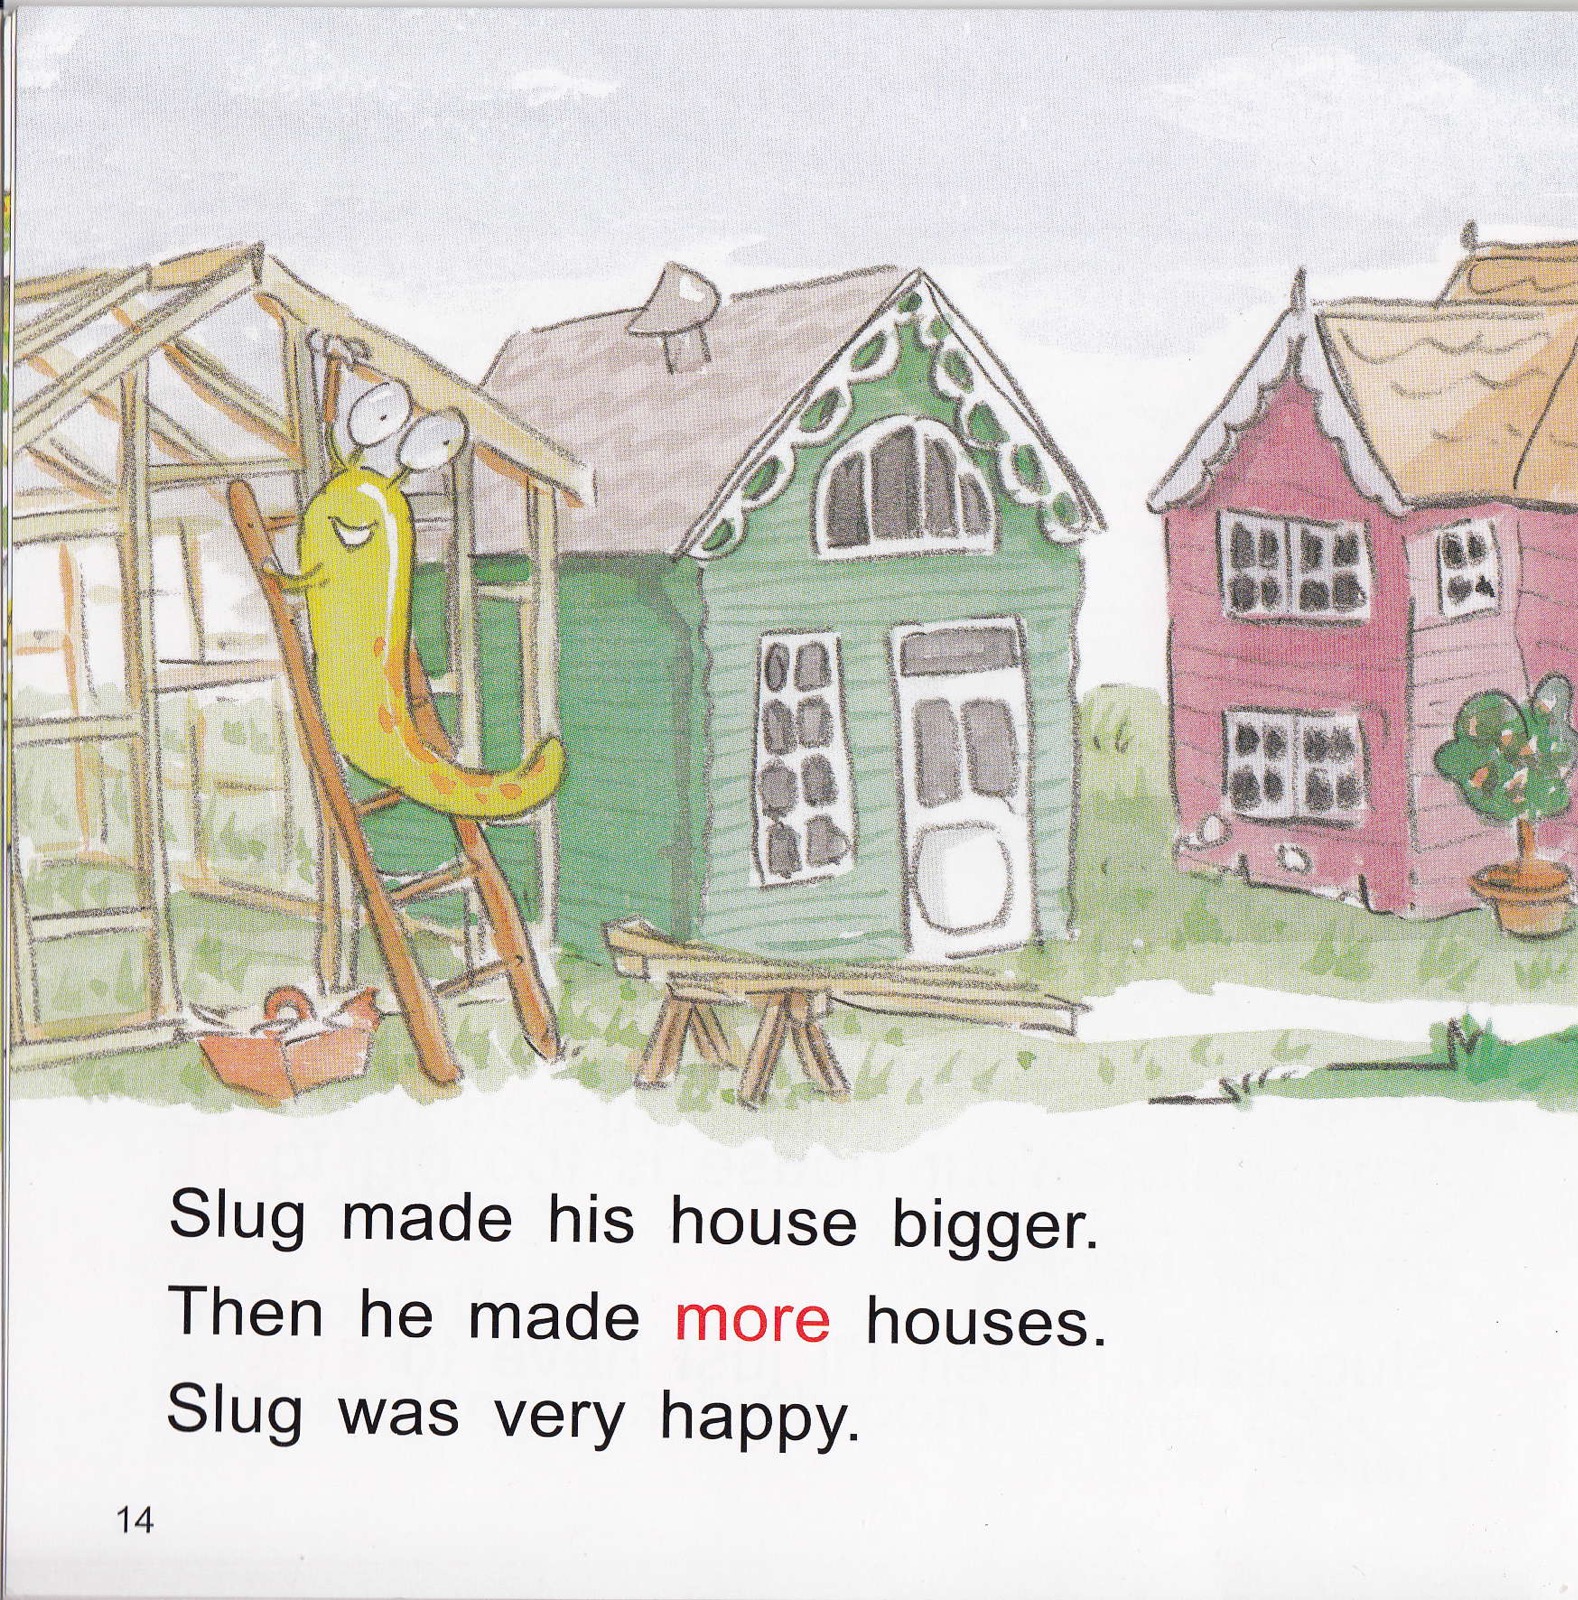 Slug made his house bigger.
Then he made more houses.
Slug was very happy.
14